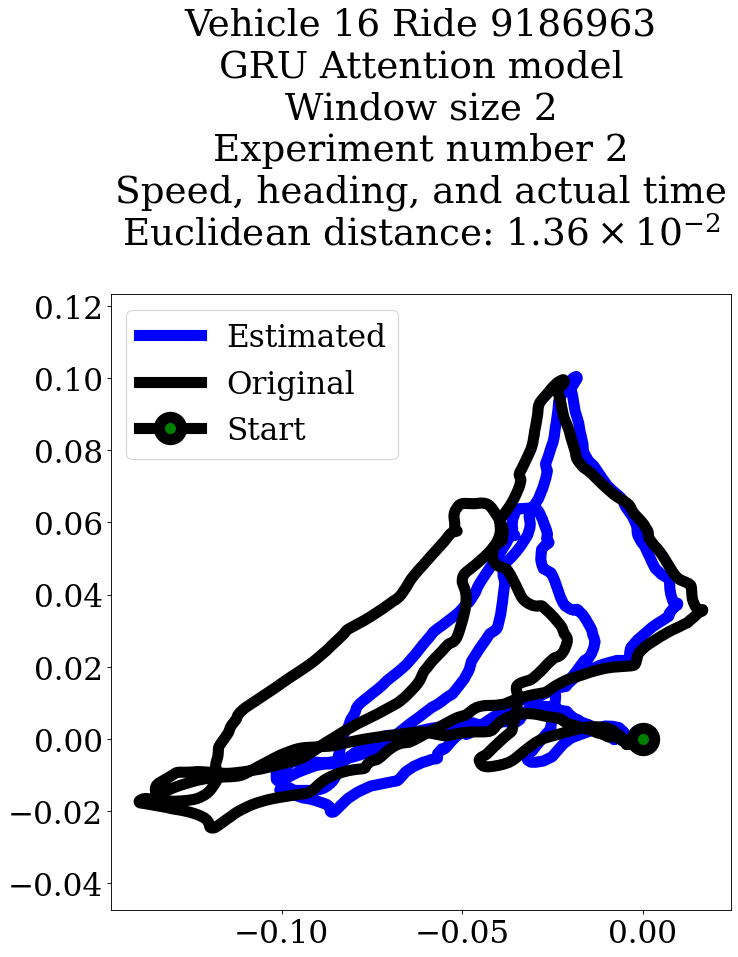 Vehicle 16 Ride 9186963
GRU Attention model
Window size 2
Experiment number 2
Speed, heading, and actual time
Euclidean distance: $1.36 \times 10^{-2}$
0.12
0.10
0.08
0.06
0.04
0.02
0.00
−0.02
−0.04
Estimated
Original
Start
−0.10
−0.05
0.00